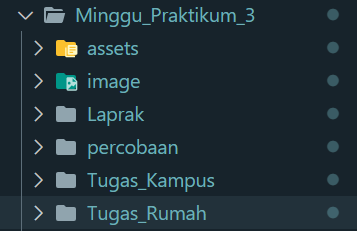 Minggu_Praktikum_3
assets
image
Laprak
percobaan
Tugas_Kampus
Tugas_Rumah